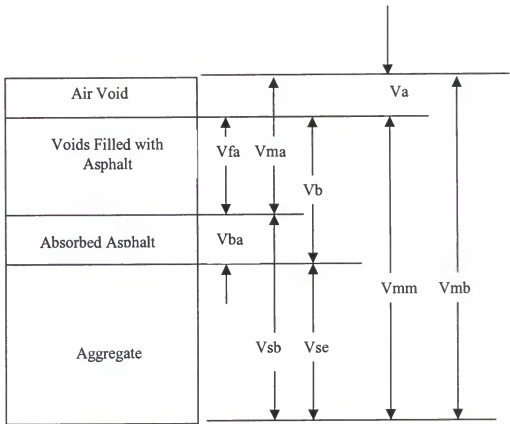 Air Void
Va
Voids Filled with
Asphalt
Vfa
Vma
Vb
Absorbed Asphalt
Vba
Vmm
Vmb
Aggregate
Vsb
Vse